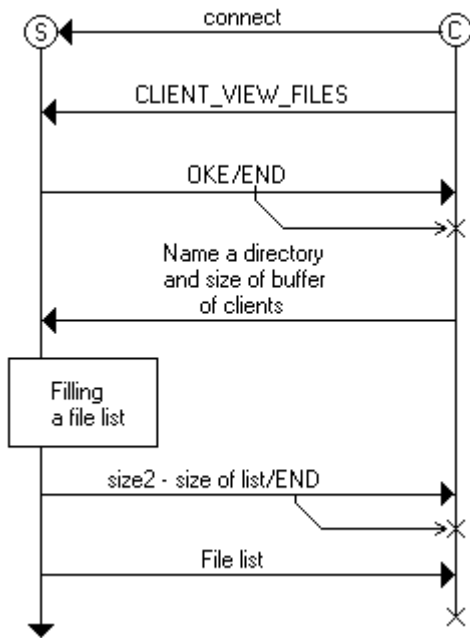 connect
S
C
CLIENT_VIEW_FILES
OKE/END
Name a directory
and size of buffer
of clients
Filling
a file list
size2 - size of list/END
File list